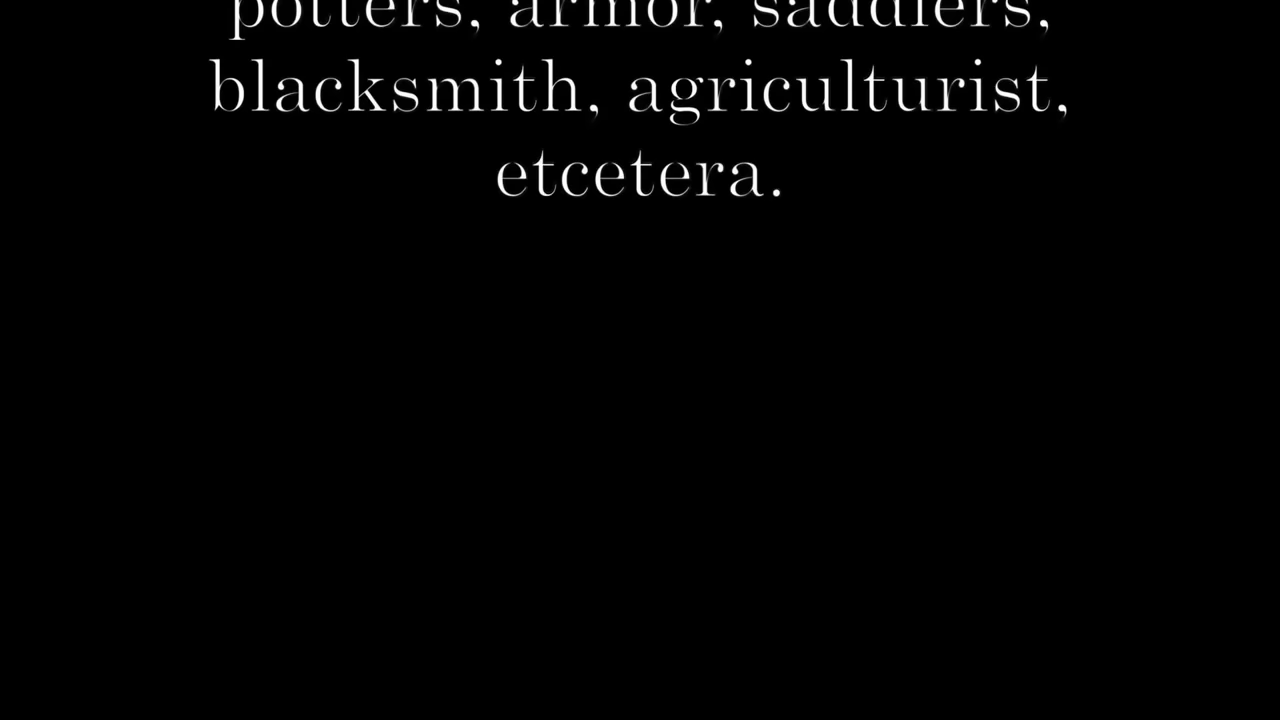 potters, armor, saddlers,
blacksmith, agriculturist,
etcetera.